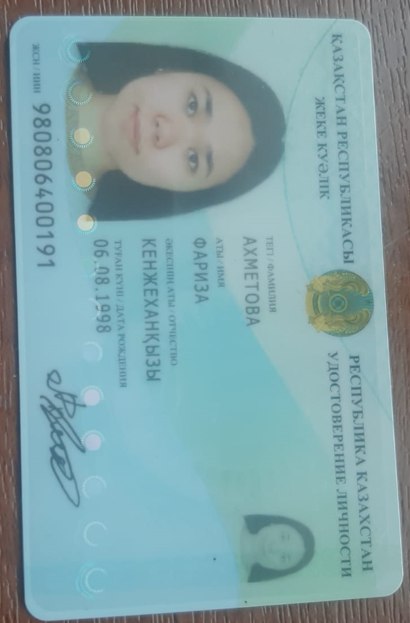 ҚАЗАҚСТАН РЕСПУБЛИКАСЫ
ЖЕКЕ КУӘЛІК
РЕСПУБЛИКА КАЗАХСТАН
УДОСТОВЕРЕНИЕ ЛИЧНОСТИ
ТЕГІ / ФАМИЛИЯ
АХМЕТОВА
АТЫ / ИМЯ
ФАРИЗА
ӘКЕСІНІҢ АТЫ / ОТЧЕСТВО
КЕНЖЕХАНҚЫЗЫ
ТУҒАН КҮНІ / ДАТА РОЖДЕНИЯ
06.08.1998
ЖСН / ИИН 980806400191